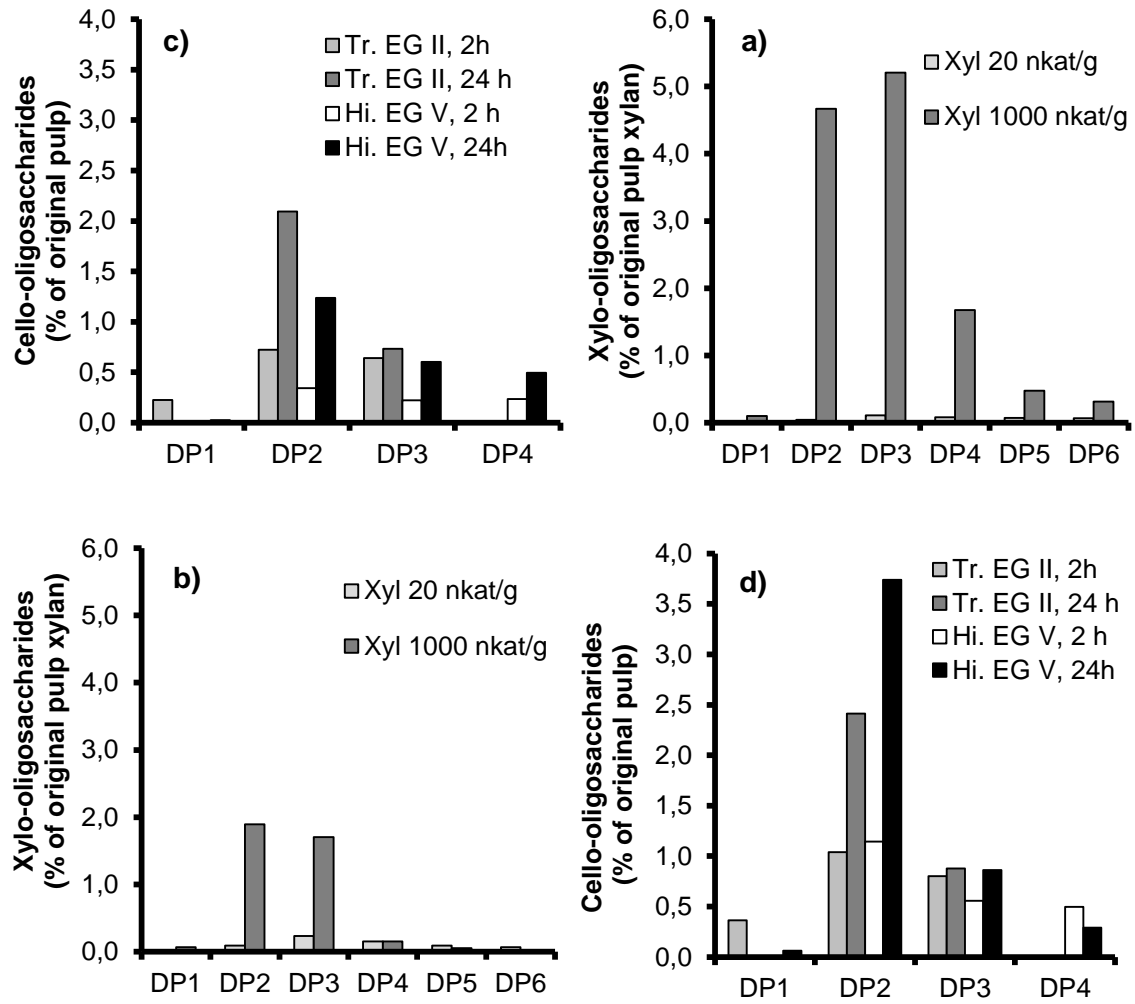 c)
4,0
3,5
3,0
2,5
2,0
1,5
1,0
0,5
0,0
Cello-oligosaccharides
(% of original pulp)
Tr. EG II, 2h
Tr. EG II, 24 h
Hi. EG V, 2 h
Hi. EG V, 24h
DP1 DP2 DP3 DP4
a)
6,0
5,0
4,0
3,0
2,0
1,0
0,0
Xylo-oligosaccharides
(% of original pulp xylan)
Xyl 20 nkat/g
Xyl 1000 nkat/g
DP1 DP2 DP3 DP4 DP5 DP6
b)
6,0
5,0
4,0
3,0
2,0
1,0
0,0
Xylo-oligosaccharides
(% of original pulp xylan)
Xyl 20 nkat/g
Xyl 1000 nkat/g
DP1 DP2 DP3 DP4 DP5 DP6
d)
4,0
3,5
3,0
2,5
2,0
1,5
1,0
0,5
0,0
Cello-oligosaccharides
(% of original pulp)
Tr. EG II, 2h
Tr. EG II, 24 h
Hi. EG V, 2 h
Hi. EG V, 24h
DP1 DP2 DP3 DP4